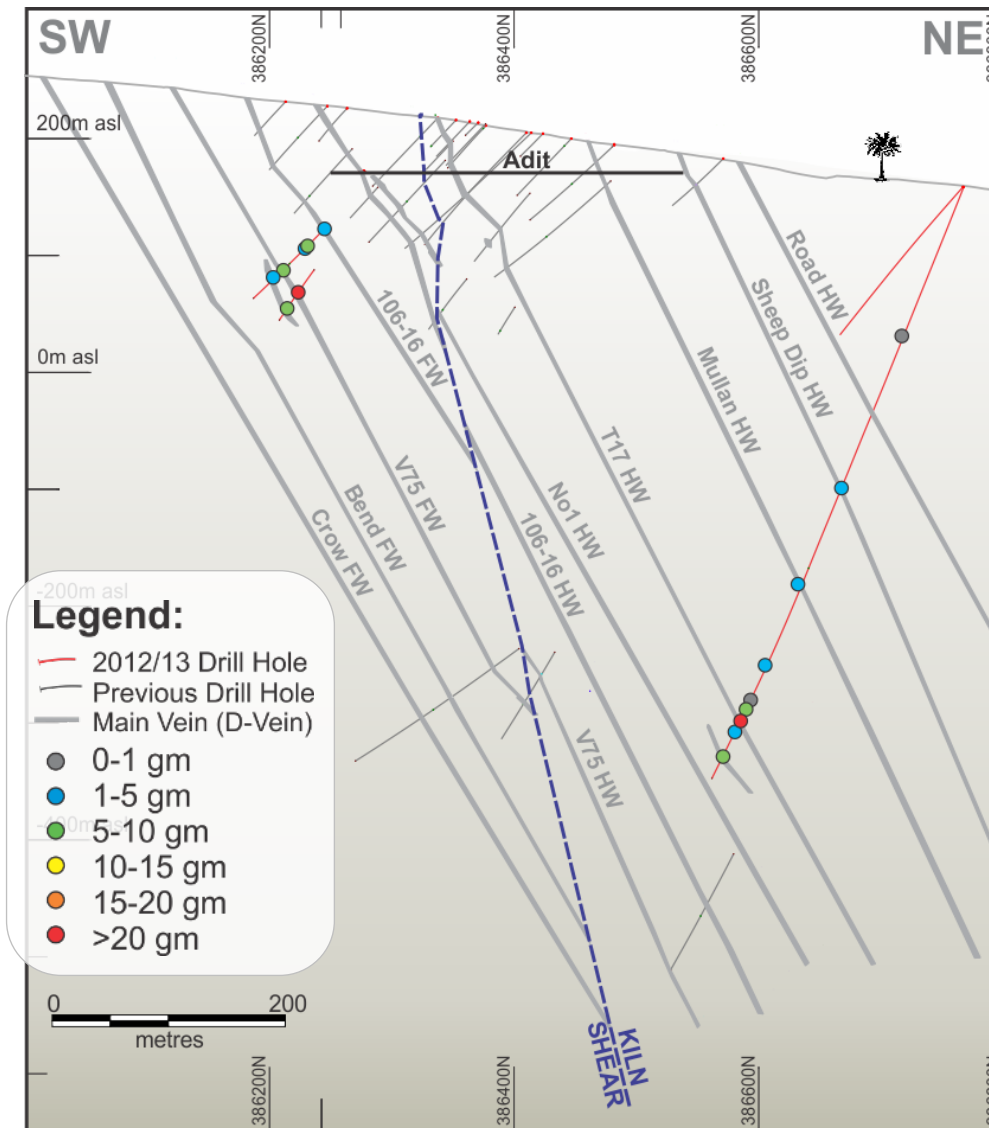 SW
NE
386200N
386400N
386600N
200m asl
Adit
Road HW
Sheep Dip HW
106-16 FW
0m asl
Mullan HW
T17 HW
No1 HW
V75 FW
Bend FW
106-16 HW
Crow FW
-200m asl
V75 HW
-400m asl
Legend:
2012/13 Drill Hole
Previous Drill Hole
Main Vein (D-Vein)
0-1 gm
1-5 gm
5-10 gm
10-15 gm
15-20 gm
>20 gm
0 200
metres
KILN
SHEAR
386200N
386400N
386600N